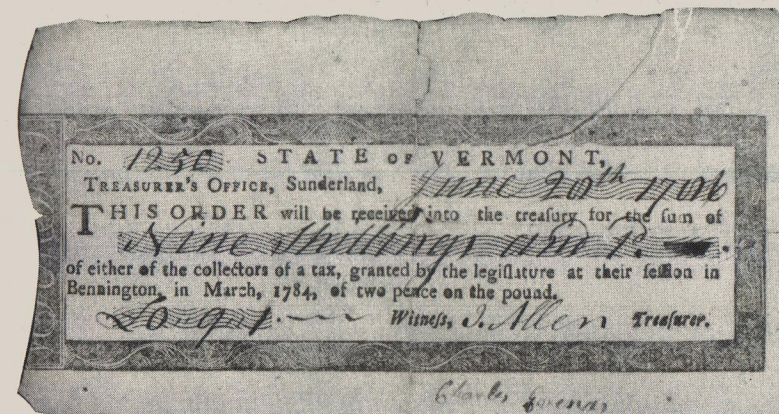 No. 1250. STATE OF VERMONT,
TREASURER'S OFFICE, Sunderland, June 20th 1786
THIS ORDER will be received into the treasury for the sum of
Nine Shillings and 1d.
of either of the collectors of a tax, granted by the legislature at their session in
Bennington, in March, 1784, of two pence on the pound.
£0.9.1. Witness, I. Allen Treasurer.
Charles